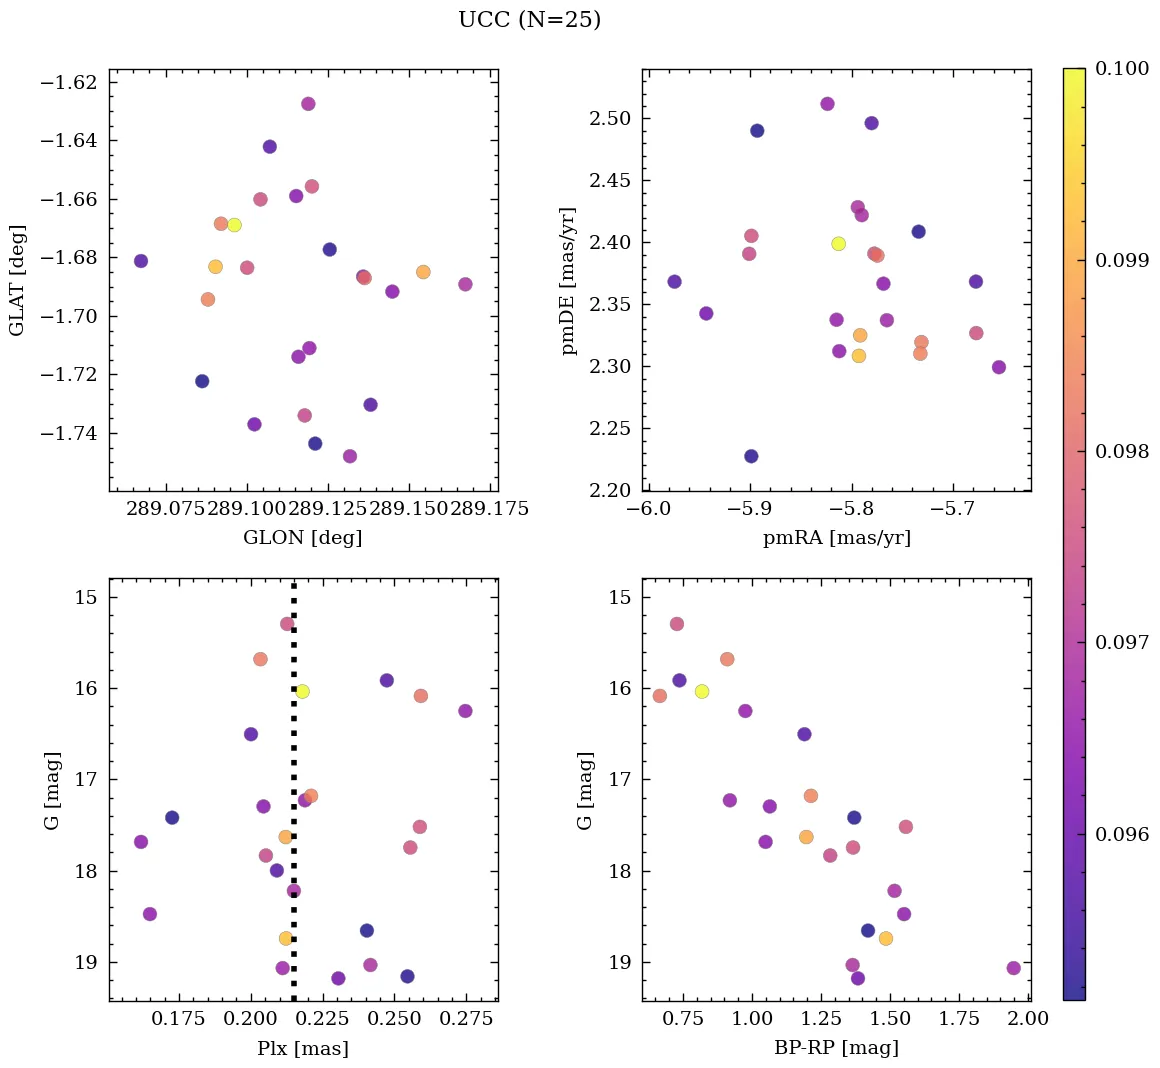 UCC (N=25)
−1.62
−1.64
−1.66
−1.68
−1.70
−1.72
−1.74
GLAT [deg]
289.075 289.100 289.125 289.150 289.175
GLON [deg]
2.50
2.45
2.40
2.35
2.30
2.25
2.20
pmDE [mas/yr]
−6.0 −5.9 −5.8 −5.7
pmRA [mas/yr]
0.100
0.099
0.098
0.097
0.096
15
16
17
18
19
G [mag]
0.175 0.200 0.225 0.250 0.275
Plx [mas]
15
16
17
18
19
G [mag]
0.75 1.00 1.25 1.50 1.75 2.00
BP-RP [mag]